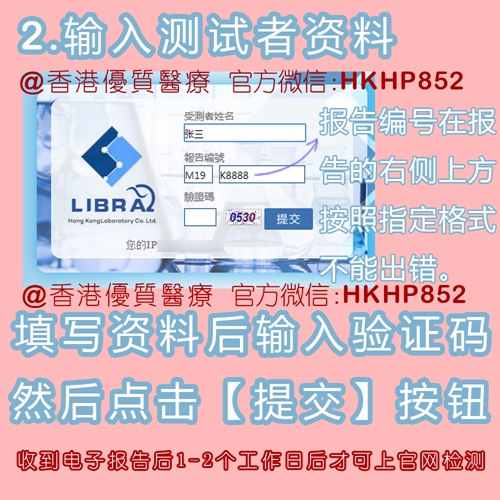 2.输入测试者资料
@香港優質醫療 官方微信:HKHP852
受測者姓名
张三
報告編號
M19 K8888
驗證碼
0530 提交
您的IP
LIBRA
Hong KongLaboratory Co. Ltd.
报告编号在报
告的右侧上方
按照指定格式
不能出错。
@香港優質醫療 官方微信:HKHP852
填写资料后输入验证码
然后点击【提交】按钮
收到电子报告后1-2个工作日后才可上官网检测